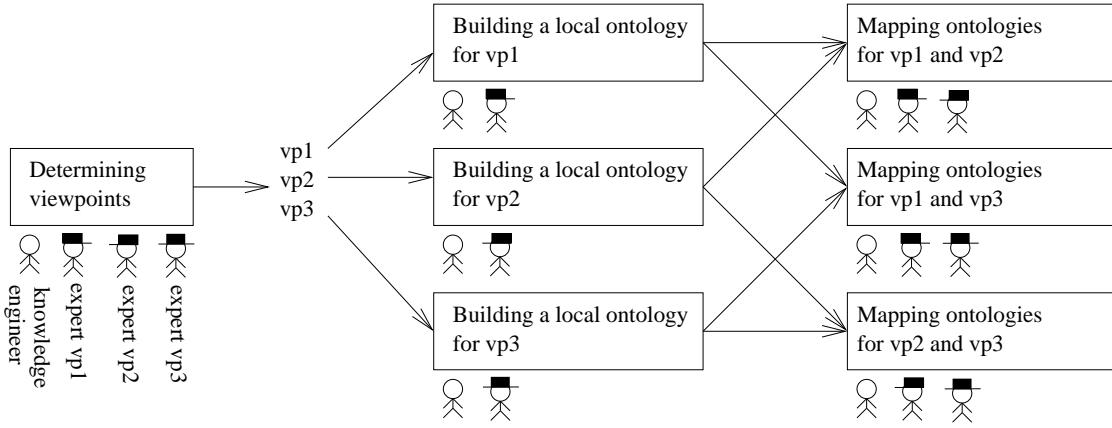 Determining
viewpoints
knowledge
engineer
expert vp1
expert vp2
expert vp3
vp1
vp2
vp3
Building a local ontology
for vp1
Building a local ontology
for vp2
Building a local ontology
for vp3
Mapping ontologies
for vp1 and vp2
Mapping ontologies
for vp1 and vp3
Mapping ontologies
for vp2 and vp3